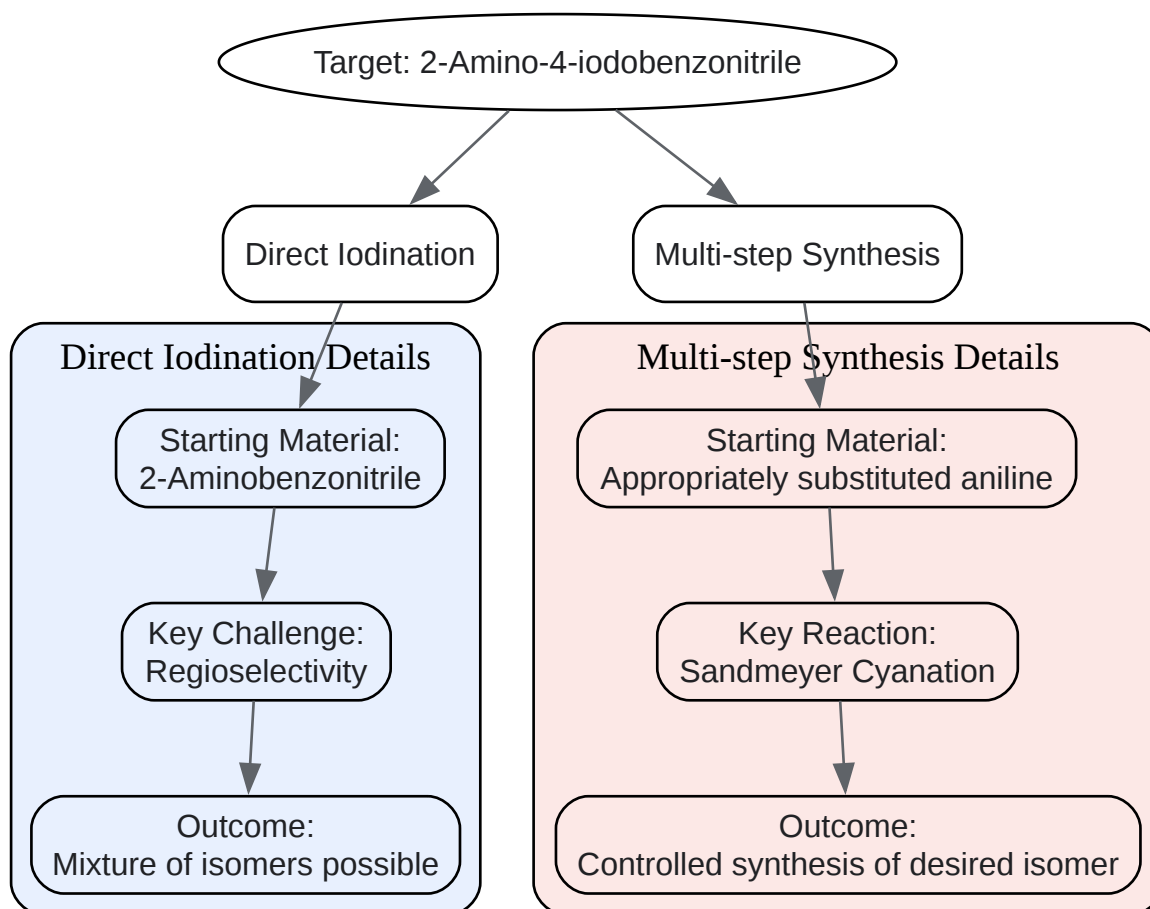 Target: 2-Amino-4-iodobenzonitrile
Direct Iodination
Multi-step Synthesis
Direct Iodination Details
Starting Material:
2-Aminobenzonitrile
Key Challenge:
Regioselectivity
Outcome:
Mixture of isomers possible
Multi-step Synthesis Details
Starting Material:
Appropriately substituted aniline
Key Reaction:
Sandmeyer Cyanation
Outcome:
Controlled synthesis of desired isomer